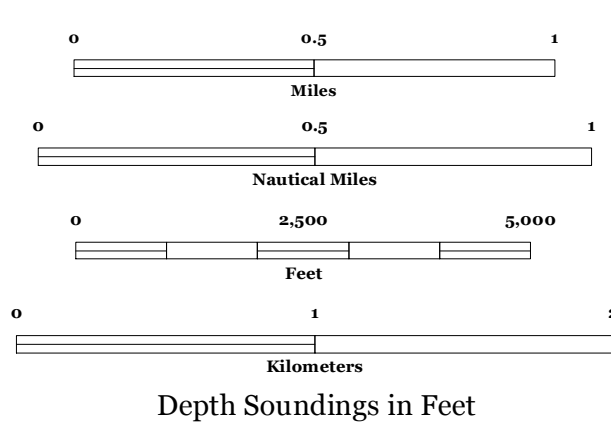 0 0.5 1
Miles
0 0.5 1
Nautical Miles
0 2,500 5,000
Feet
0 1 2
Kilometers
Depth Soundings in Feet